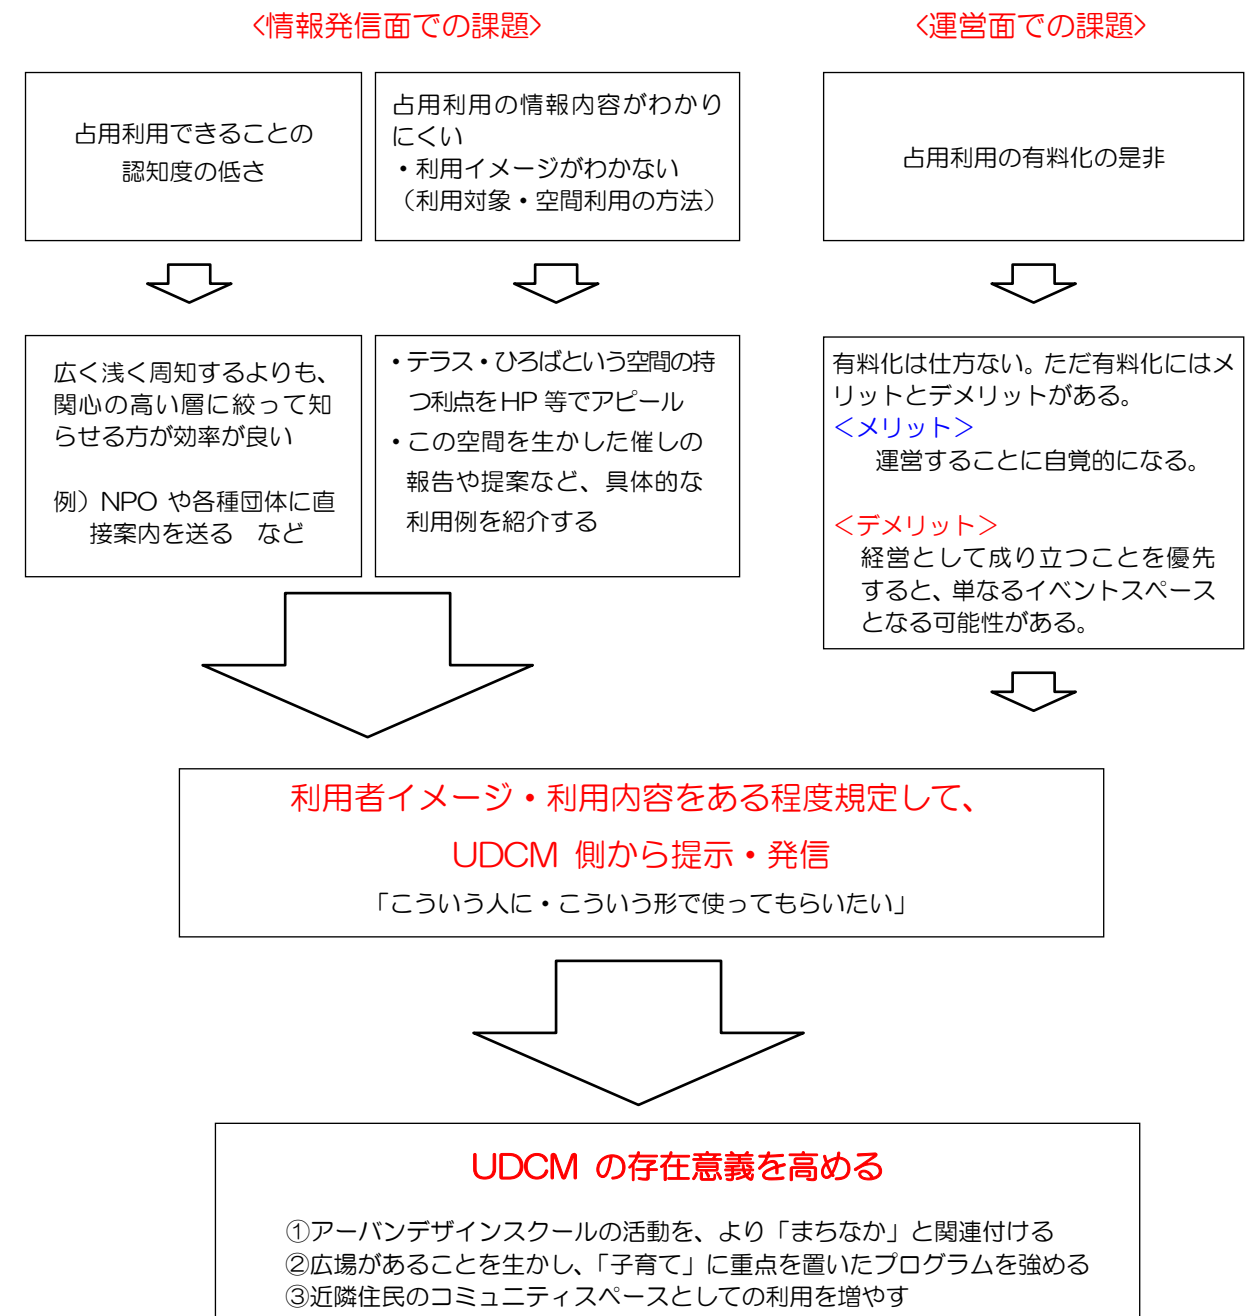 <情報発信面での課題>
<運営面での課題>
占用利用できることの
認知度の低さ
占用利用の情報内容がわかり
にくい
・利用イメージがわかない
（利用対象・空間利用の方法）
占用利用の有料化の是非
広く浅く周知するよりも、
関心の高い層に絞って知
らせる方が効率が良い
例）NPO や各種団体に直
接案内を送る　など
・テラス・ひろばという空間の持
つ利点をHP 等でアピール
・この空間を生かした催しの
報告や提案など、具体的な
利用例を紹介する
有料化は仕方ない。ただ有料化にはメ
リットとデメリットがある。
＜メリット＞
運営することに自覚的になる。
＜デメリット＞
経営として成り立つことを優先
すると、単なるイベントスペース
となる可能性がある。
利用者イメージ・利用内容をある程度規定して、
UDCM 側から提示・発信
「こういう人に・こういう形で使ってもらいたい」
UDCM の存在意義を高める
①アーバンデザインスクールの活動を、より「まちなか」と関連付ける
②広場があることを生かし、「子育て」に重点を置いたプログラムを強める
③近隣住民のコミュニティスペースとしての利用を増やす